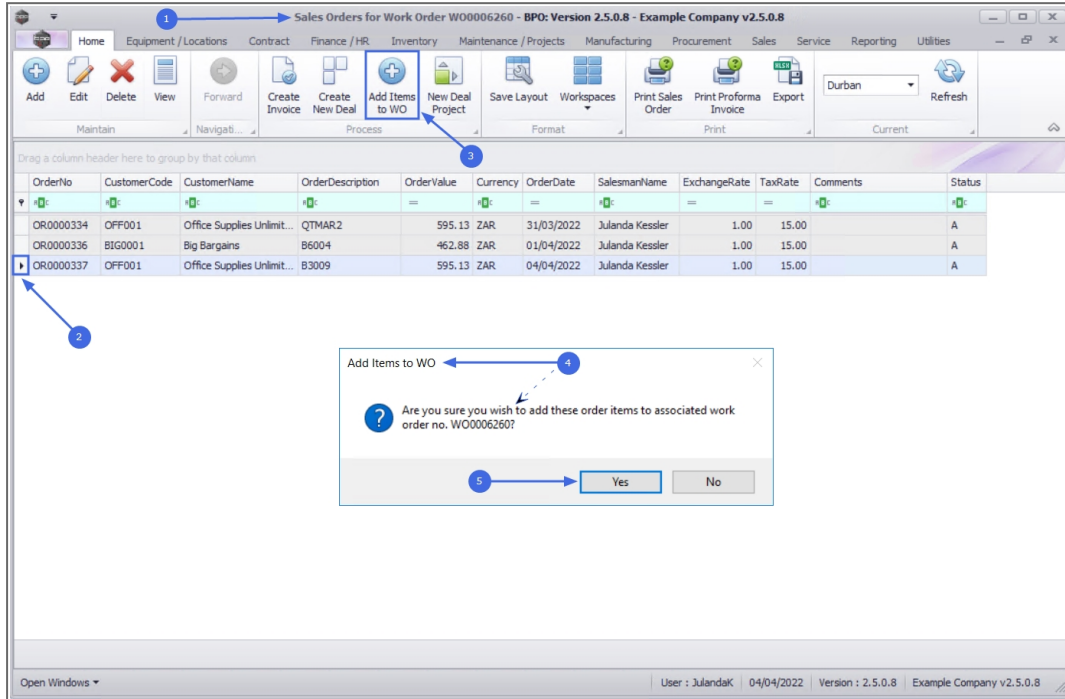 1
Sales Orders for Work Order WO0006260 - BPO: Version 2.5.0.8 - Example Company v2.5.0.8
Home Equipment / Locations Contract Finance / HR Inventory Maintenance / Projects Manufacturing Procurement Sales Service Reporting Utilities
Add Edit Delete View Forward Create Invoice Create New Deal Add Items to WO New Deal Project Save Layout Workspaces Print Sales Order Print Proforma Invoice Export Durban Refresh
Maintain Navigati... Process Format Print Current
3
Drag a column header here to group by that column
OrderNo CustomerCode CustomerName OrderDescription OrderValue Currency OrderDate SalesmanName ExchangeRate TaxRate Comments Status
OR0000334 OFF001 Office Supplies Unlimit... QTMAR2 595.13 ZAR 31/03/2022 Julanda Kessler 1.00 15.00 A
OR0000336 BIG0001 Big Bargains B6004 462.88 ZAR 01/04/2022 Julanda Kessler 1.00 15.00 A
OR0000337 OFF001 Office Supplies Unlimit... B3009 595.13 ZAR 04/04/2022 Julanda Kessler 1.00 15.00 A
2
Add Items to WO
4
Are you sure you wish to add these order items to associated work
order no. WO0006260?
5
Yes No
Open Windows User : JulandaK 04/04/2022 Version : 2.5.0.8 Example Company v2.5.0.8